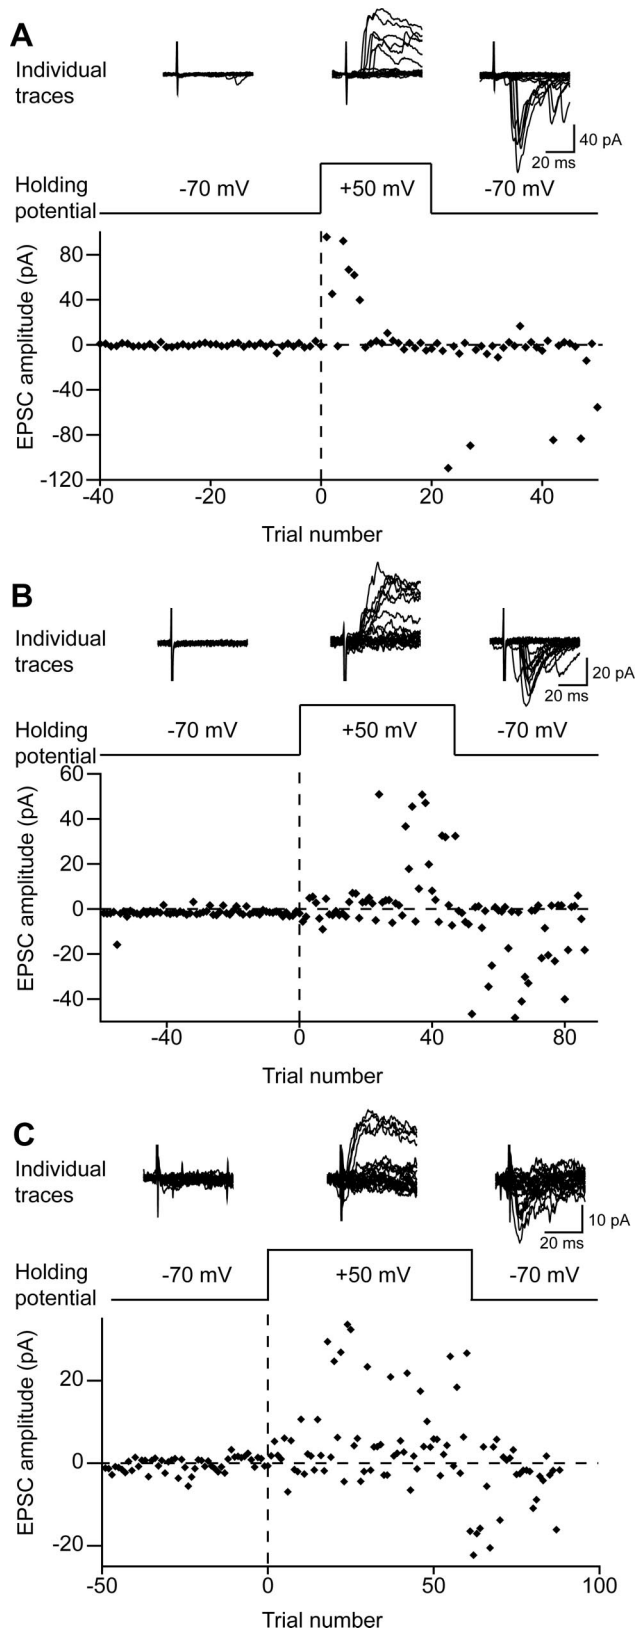 A
Individual
traces
40 pA
20 ms
Holding
potential
-70 mV
+50 mV
-70 mV
EPSC amplitude (pA)
80
40
0
-40
-80
-120
-40
-20
0
20
40
Trial number
B
Individual
traces
20 pA
20 ms
Holding
potential
-70 mV
+50 mV
-70 mV
EPSC amplitude (pA)
60
40
20
0
-20
-40
-40
0
40
80
Trial number
C
Individual
traces
10 pA
20 ms
Holding
potential
-70 mV
+50 mV
-70 mV
EPSC amplitude (pA)
20
0
-20
-50
0
50
100
Trial number